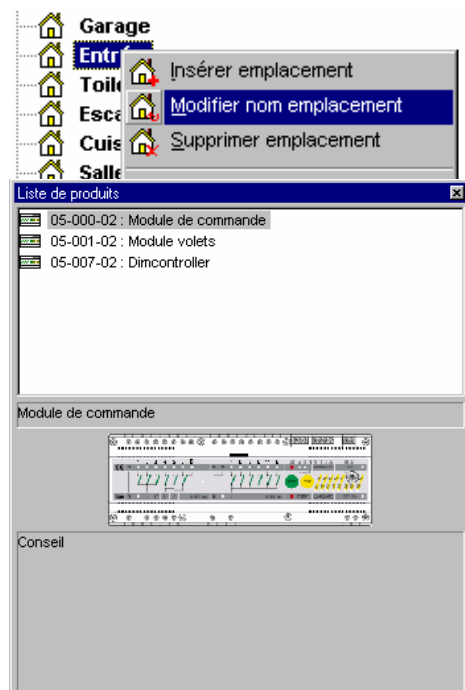 Garage
Insérer emplacement
Modifier nom emplacement
Supprimer emplacement
Liste de produits
05-000-02 : Module de commande
05-001-02 : Module volets
05-007-02 : Dimcontroller
Module de commande
Conseil